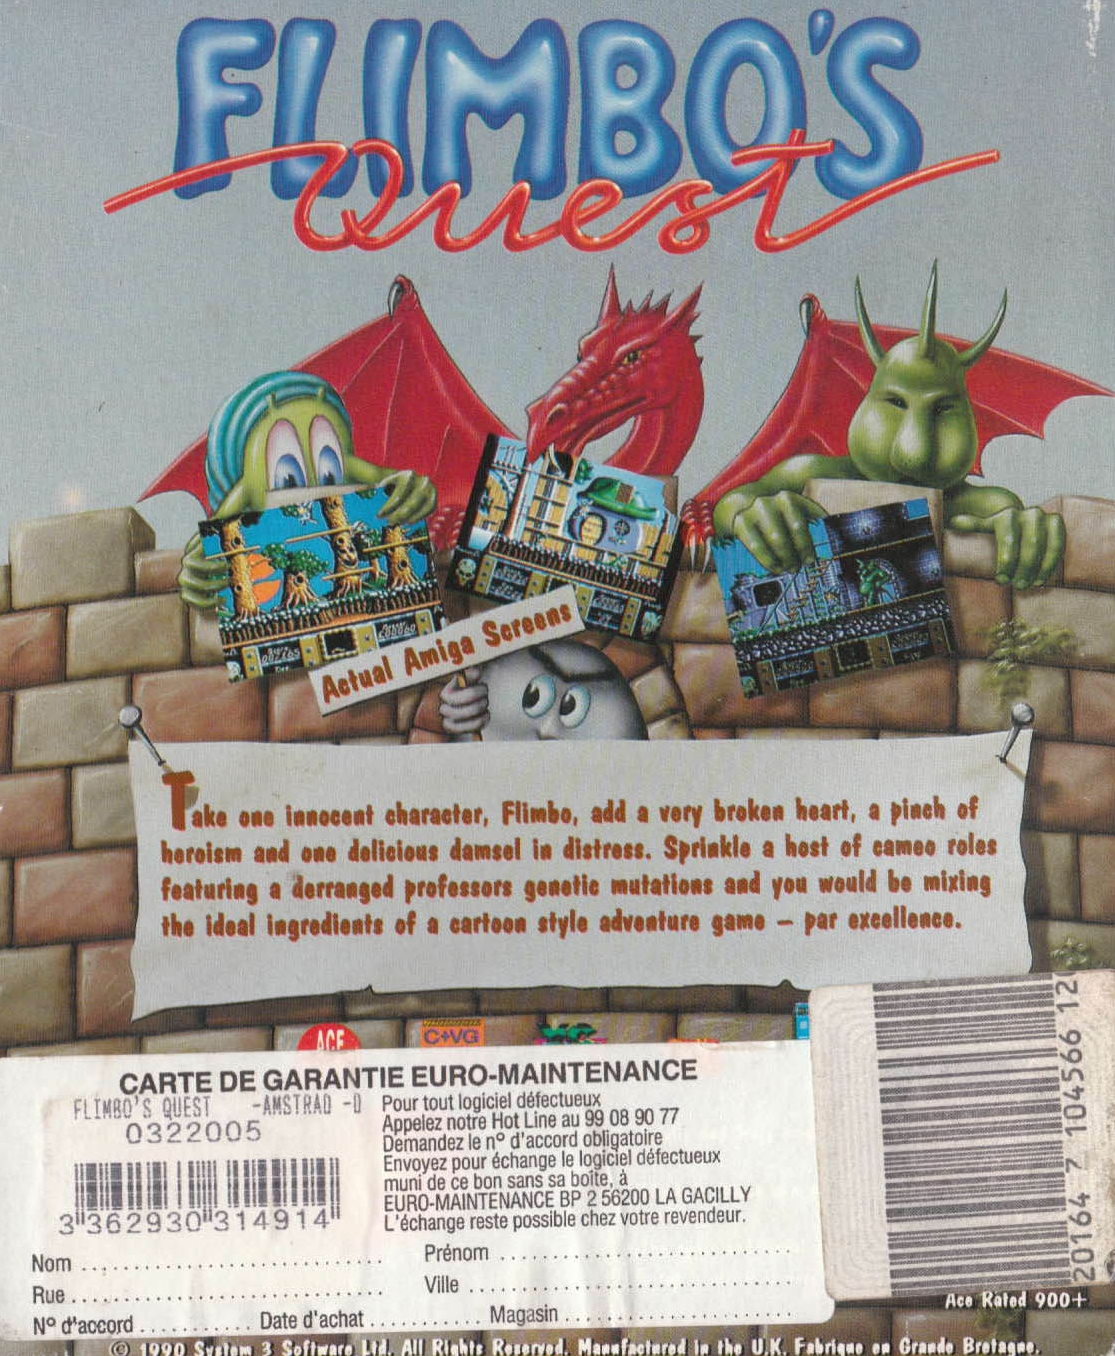 FLIMBO'S
Quest
Actual Amiga Screens
Take one innocent character, Flimbo, add a very broken heart, a pinch of
heroism and one delicious damsel in distress. Sprinkle a host of cameo roles
featuring a derranged professors genetic mutations and you would be mixing
the ideal ingredients of a cartoon style adventure game – par excellence.
ACE
C+VG
CARTE DE GARANTIE EURO-MAINTENANCE
FLIMBO'S QUEST -AMSTRAD -D
0322005
3"362930"314914"
Pour tout logiciel défectueux
Appelez notre Hot Line au 99 08 90 77
Demandez le n° d'accord obligatoire
Envoyez pour échange le logiciel défectueux
muni de ce bon sans sa boîte, à
EURO-MAINTENANCE BP 2 56200 LA GACILLY
L'échange reste possible chez votre revendeur.
Nom ........ Prénom ........
Rue ........ Ville ........
N° d'accord ........ Date d'achat ........ Magasin ........
20164 7 104566 12
Ace Rated 900+
© 1990 System 3 Software Ltd. All Rights Reserved. Manufactured in the U.K. Fabrique en Grande Bretagne.